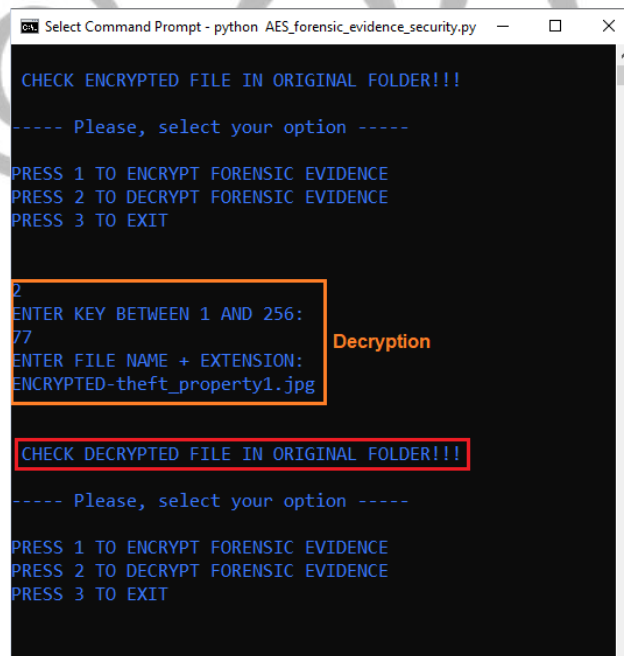 Select Command Prompt - python AES_forensic_evidence_security.py
CHECK ENCRYPTED FILE IN ORIGINAL FOLDER!!!
----- Please, select your option -----
PRESS 1 TO ENCRYPT FORENSIC EVIDENCE
PRESS 2 TO DECRYPT FORENSIC EVIDENCE
PRESS 3 TO EXIT
2
ENTER KEY BETWEEN 1 AND 256:
77
Decryption
ENTER FILE NAME + EXTENSION:
ENCRYPTED-theft_property1.jpg
CHECK DECRYPTED FILE IN ORIGINAL FOLDER!!!
----- Please, select your option -----
PRESS 1 TO ENCRYPT FORENSIC EVIDENCE
PRESS 2 TO DECRYPT FORENSIC EVIDENCE
PRESS 3 TO EXIT